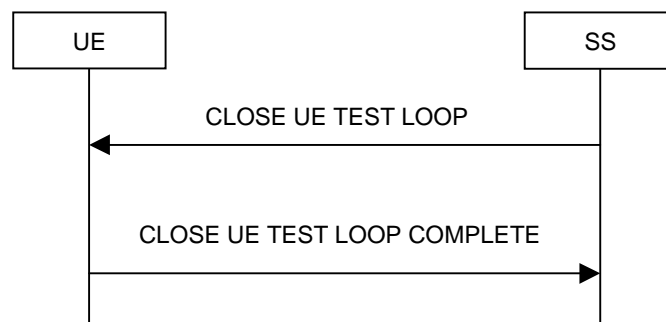 UE
SS
CLOSE UE TEST LOOP
CLOSE UE TEST LOOP COMPLETE